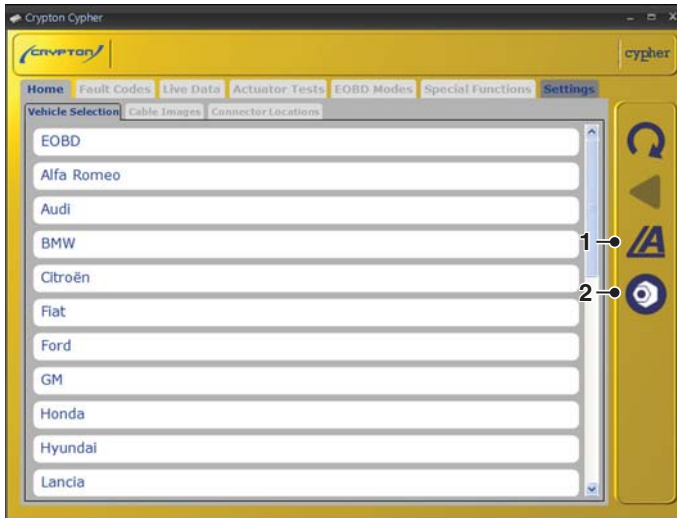 Crypton Cypher
CRYPTON
cypher
Home Fault Codes Live Data Actuator Tests EOBD Modes Special Functions Settings
Vehicle Selection Cable Images Connector Locations
EOBD
Alfa Romeo
Audi
BMW
1
Citroën
2
Fiat
Ford
GM
Honda
Hyundai
Lancia